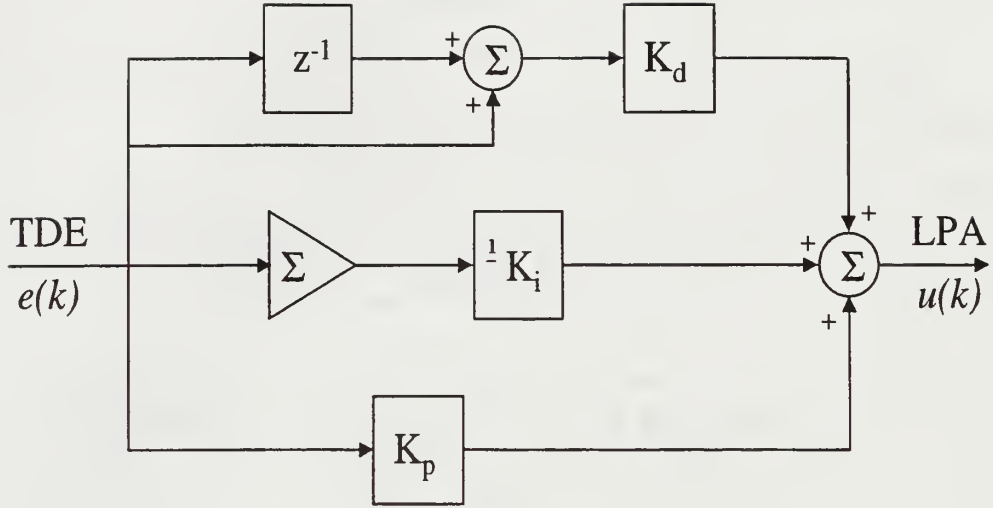 z⁻¹
+
Σ
+
K_d
TDE
e(k)
Σ
K_i
+
+
+
Σ
LPA
u(k)
K_p